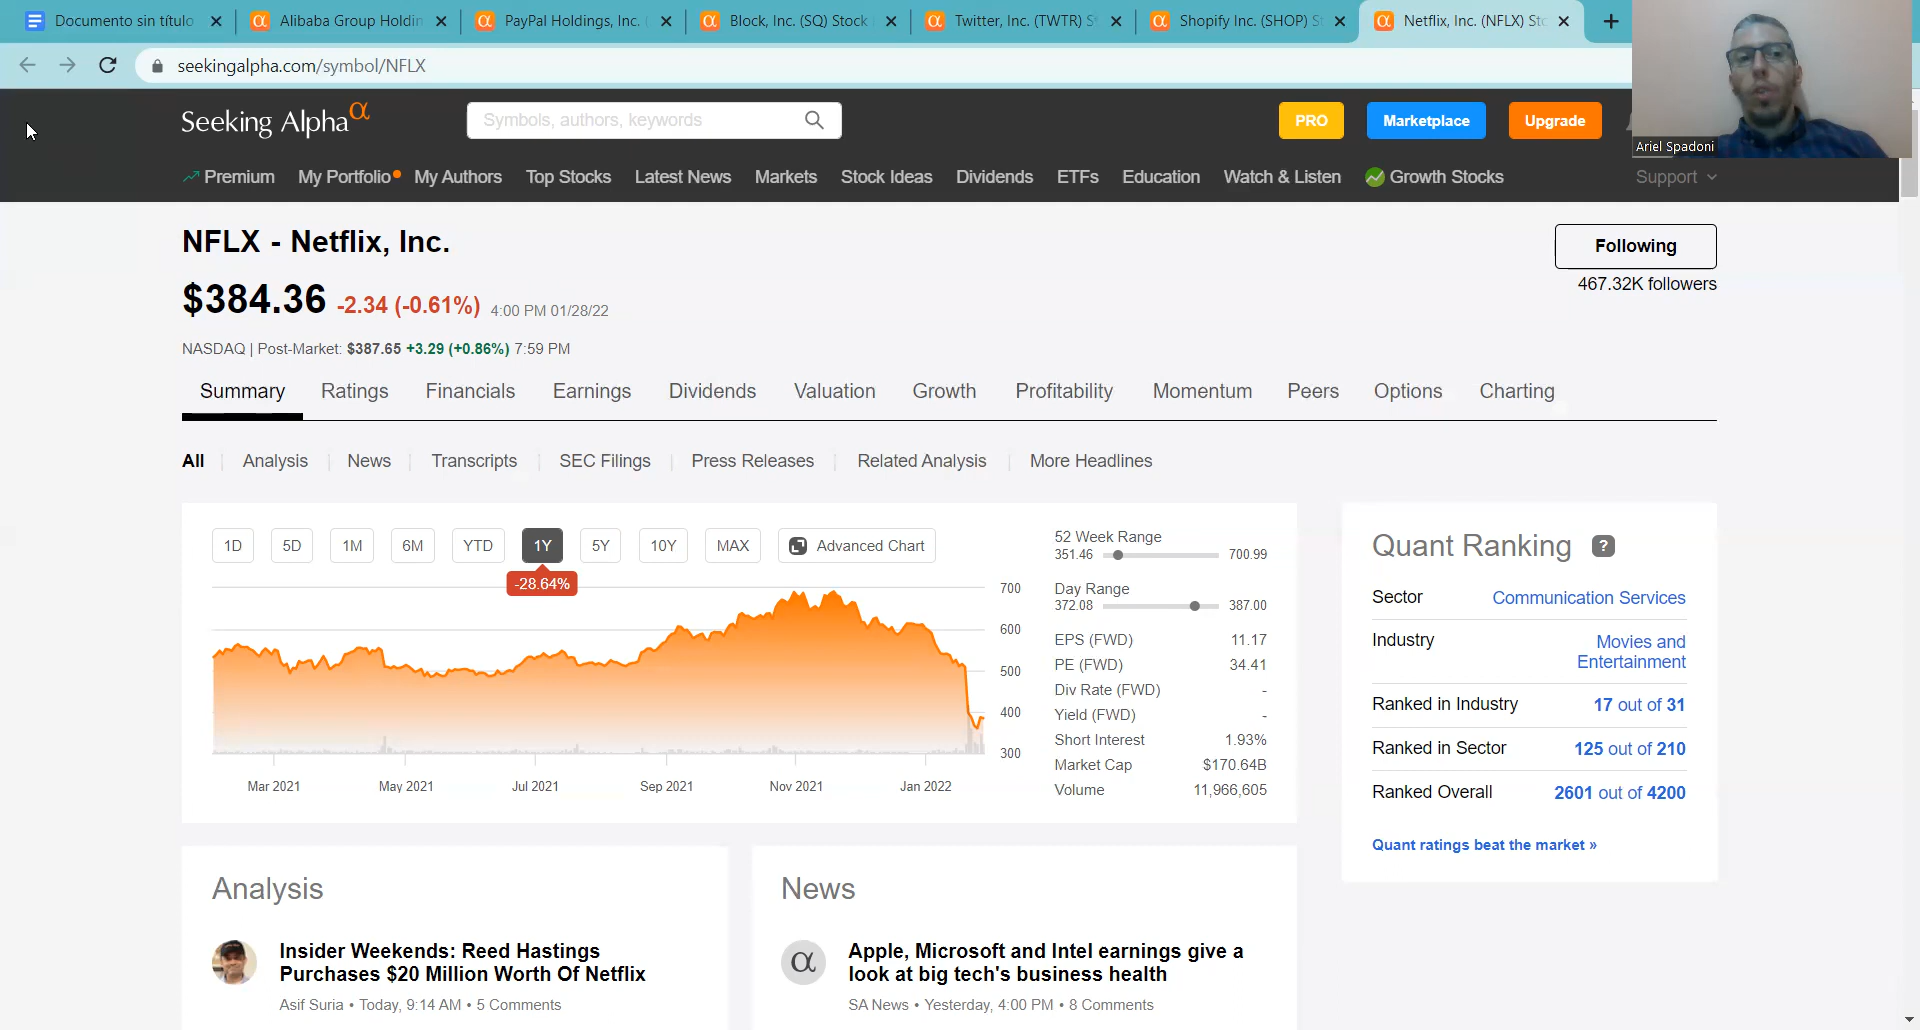 Documento sin título
Alibaba Group Holdin
PayPal Holdings, Inc. (
Block, Inc. (SQ) Stock
Twitter, Inc. (TWTR) S
Shopify Inc. (SHOP) St
Netflix, Inc. (NFLX) Sto
seekingalpha.com/symbol/NFLX
Seeking Alpha α
Symbols, authors, keywords
PRO
Marketplace
Upgrade
Ariel Spadoni
Premium
My Portfolio
My Authors
Top Stocks
Latest News
Markets
Stock Ideas
Dividends
ETFs
Education
Watch & Listen
Growth Stocks
Support
NFLX - Netflix, Inc.
Following
467.32K followers
$384.36 -2.34 (-0.61%) 4:00 PM 01/28/22
NASDAQ | Post-Market: $387.65 +3.29 (+0.86%) 7:59 PM
Summary
Ratings
Financials
Earnings
Dividends
Valuation
Growth
Profitability
Momentum
Peers
Options
Charting
All
Analysis
News
Transcripts
SEC Filings
Press Releases
Related Analysis
More Headlines
1D
5D
1M
6M
YTD
1Y
5Y
10Y
MAX
Advanced Chart
-28.64%
700
600
500
400
300
Mar 2021
May 2021
Jul 2021
Sep 2021
Nov 2021
Jan 2022
52 Week Range
351.46 700.99
Day Range
372.08 387.00
EPS (FWD) 11.17
PE (FWD) 34.41
Div Rate (FWD) -
Yield (FWD) -
Short Interest 1.93%
Market Cap $170.64B
Volume 11,966,605
Quant Ranking ?
Sector Communication Services
Industry Movies and
Entertainment
Ranked in Industry 17 out of 31
Ranked in Sector 125 out of 210
Ranked Overall 2601 out of 4200
Quant ratings beat the market »
Analysis
Insider Weekends: Reed Hastings
Purchases $20 Million Worth Of Netflix
Asif Suria • Today, 9:14 AM • 5 Comments
News
α
Apple, Microsoft and Intel earnings give a
look at big tech's business health
SA News • Yesterday, 4:00 PM • 8 Comments